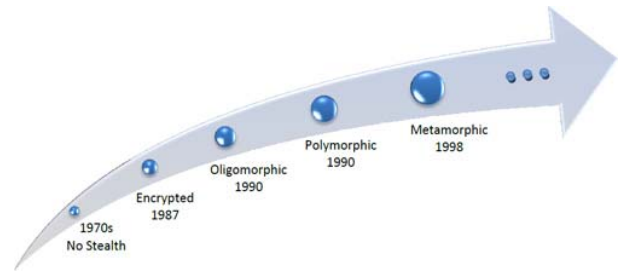 1970s
No Stealth
Encrypted
1987
Oligomorphic
1990
Polymorphic
1990
Metamorphic
1998